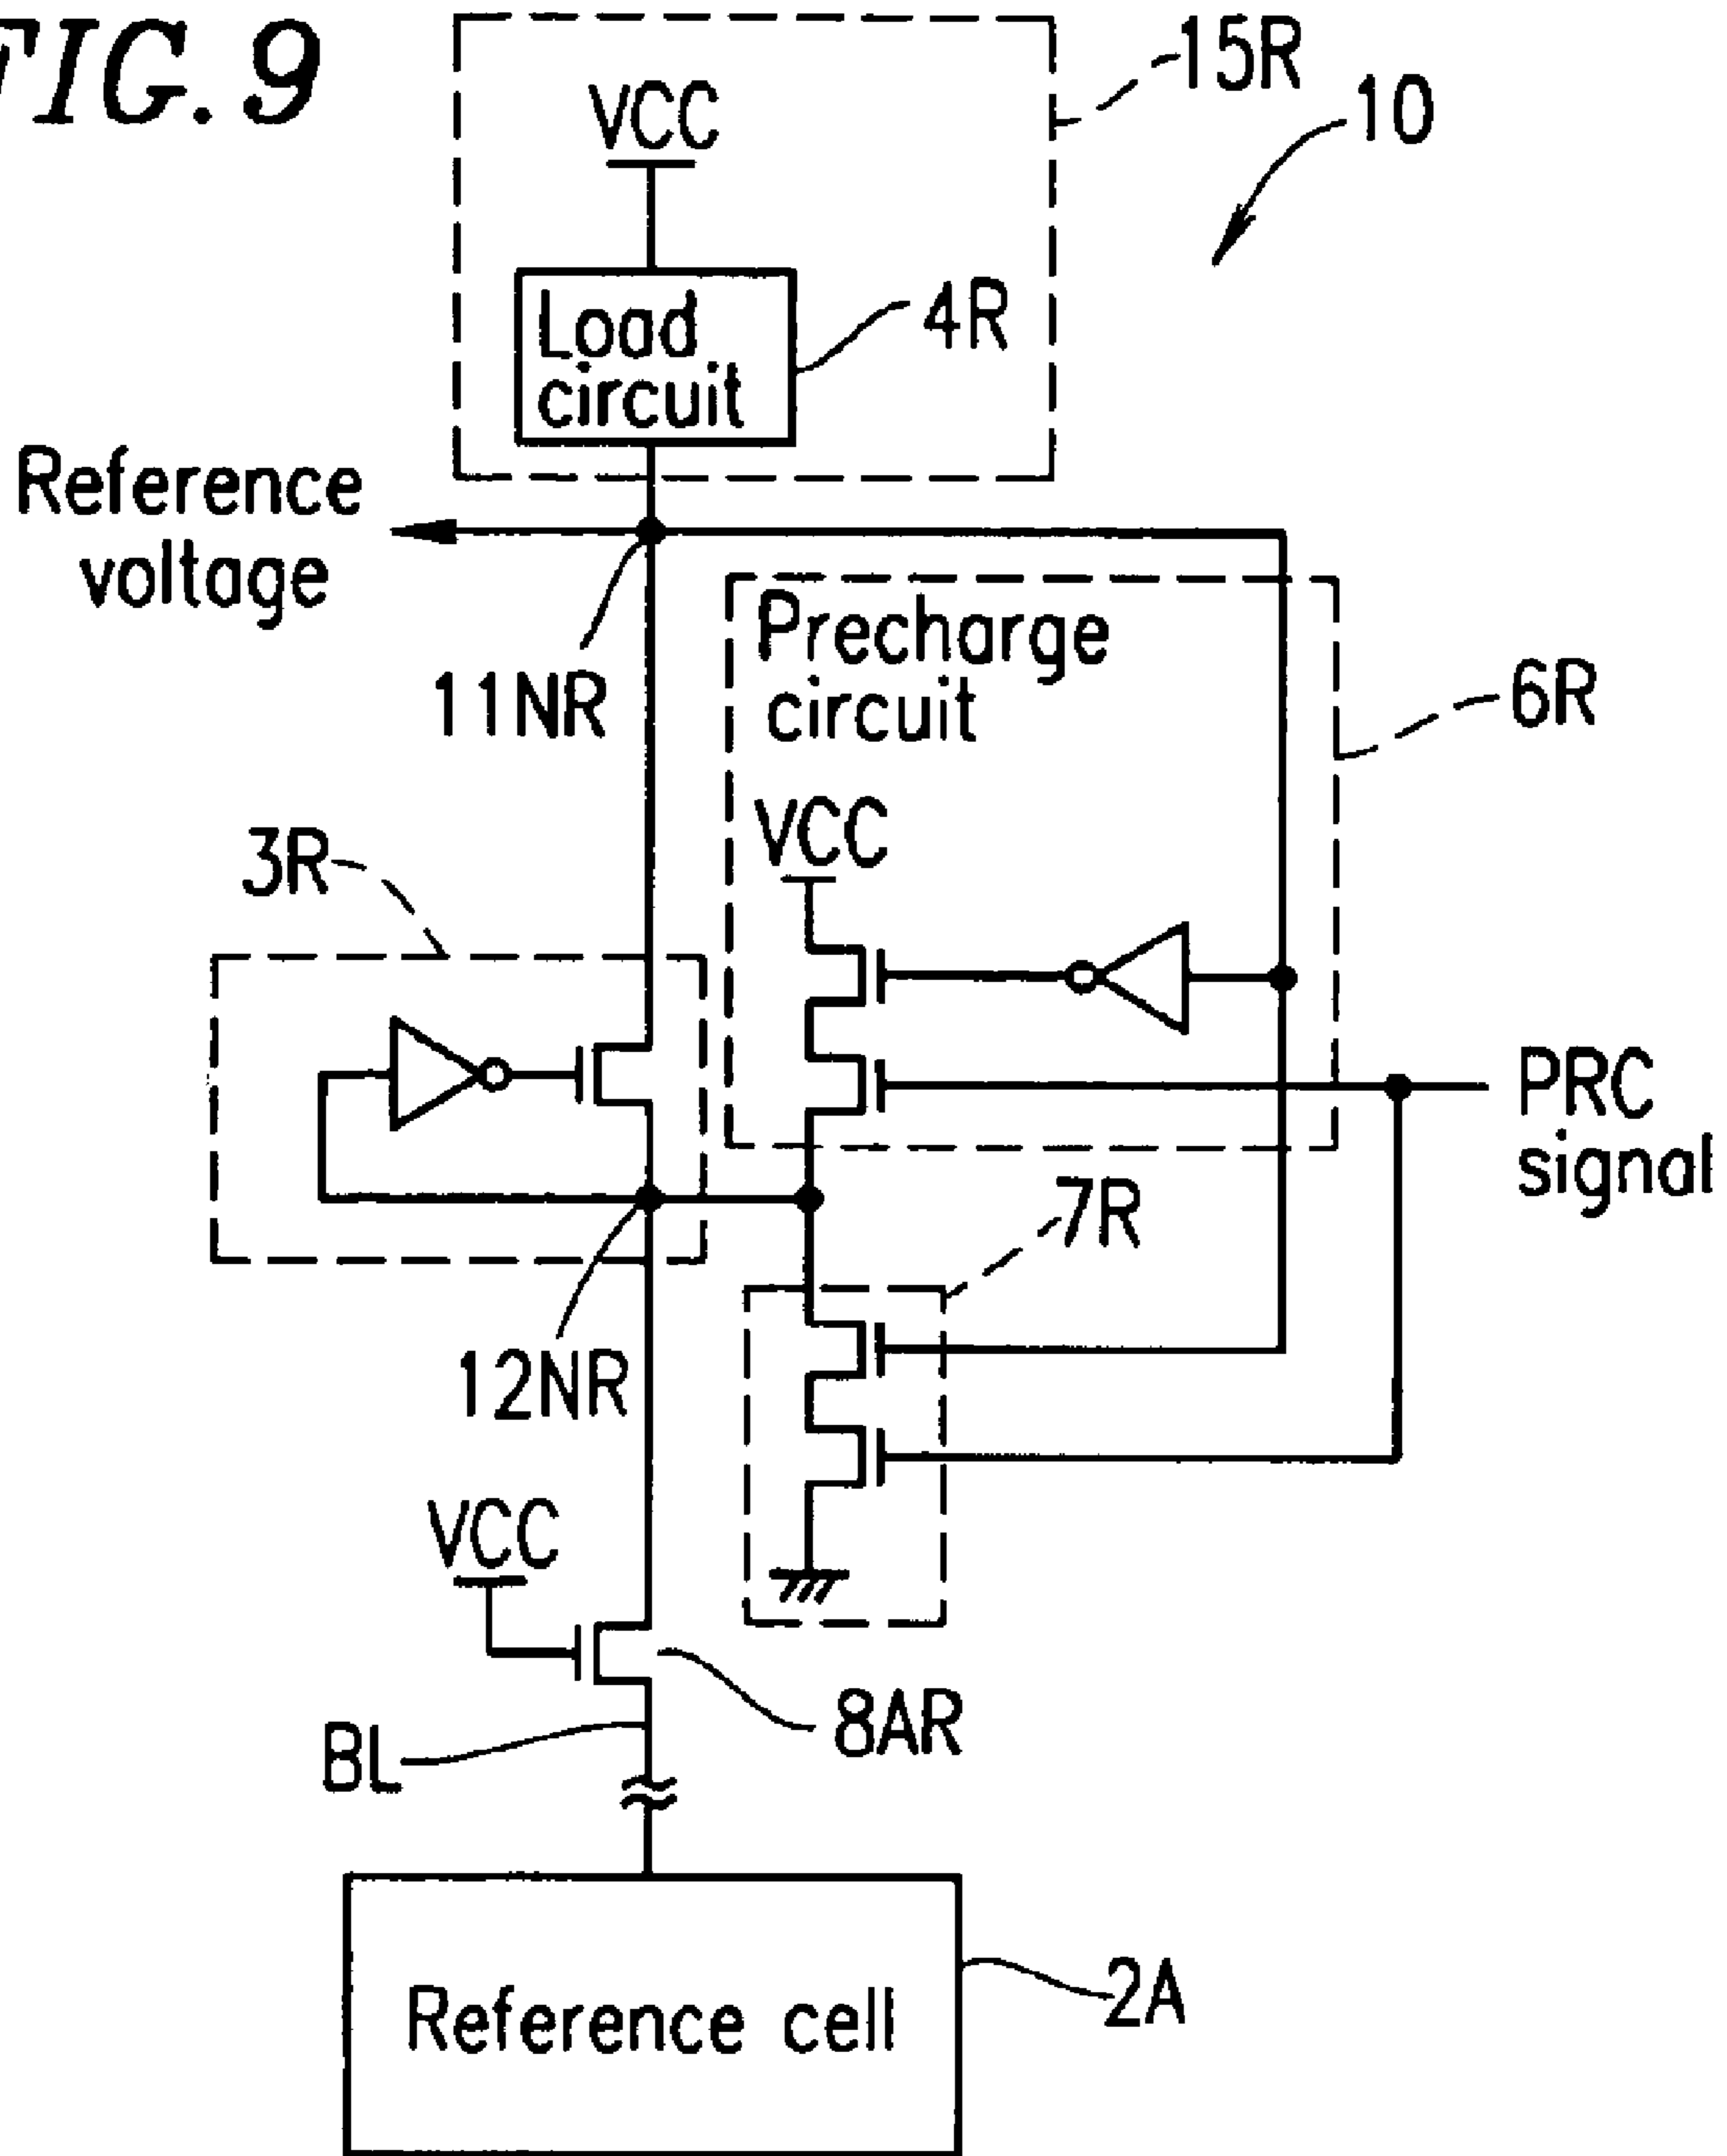 FIG. 9
15R
10
VCC
Load
circuit
4R
Reference
voltage
Precharge
circuit
11NR
6R
VCC
3R
PRC
signal
7R
12NR
VCC
8AR
BL
2A
Reference cell